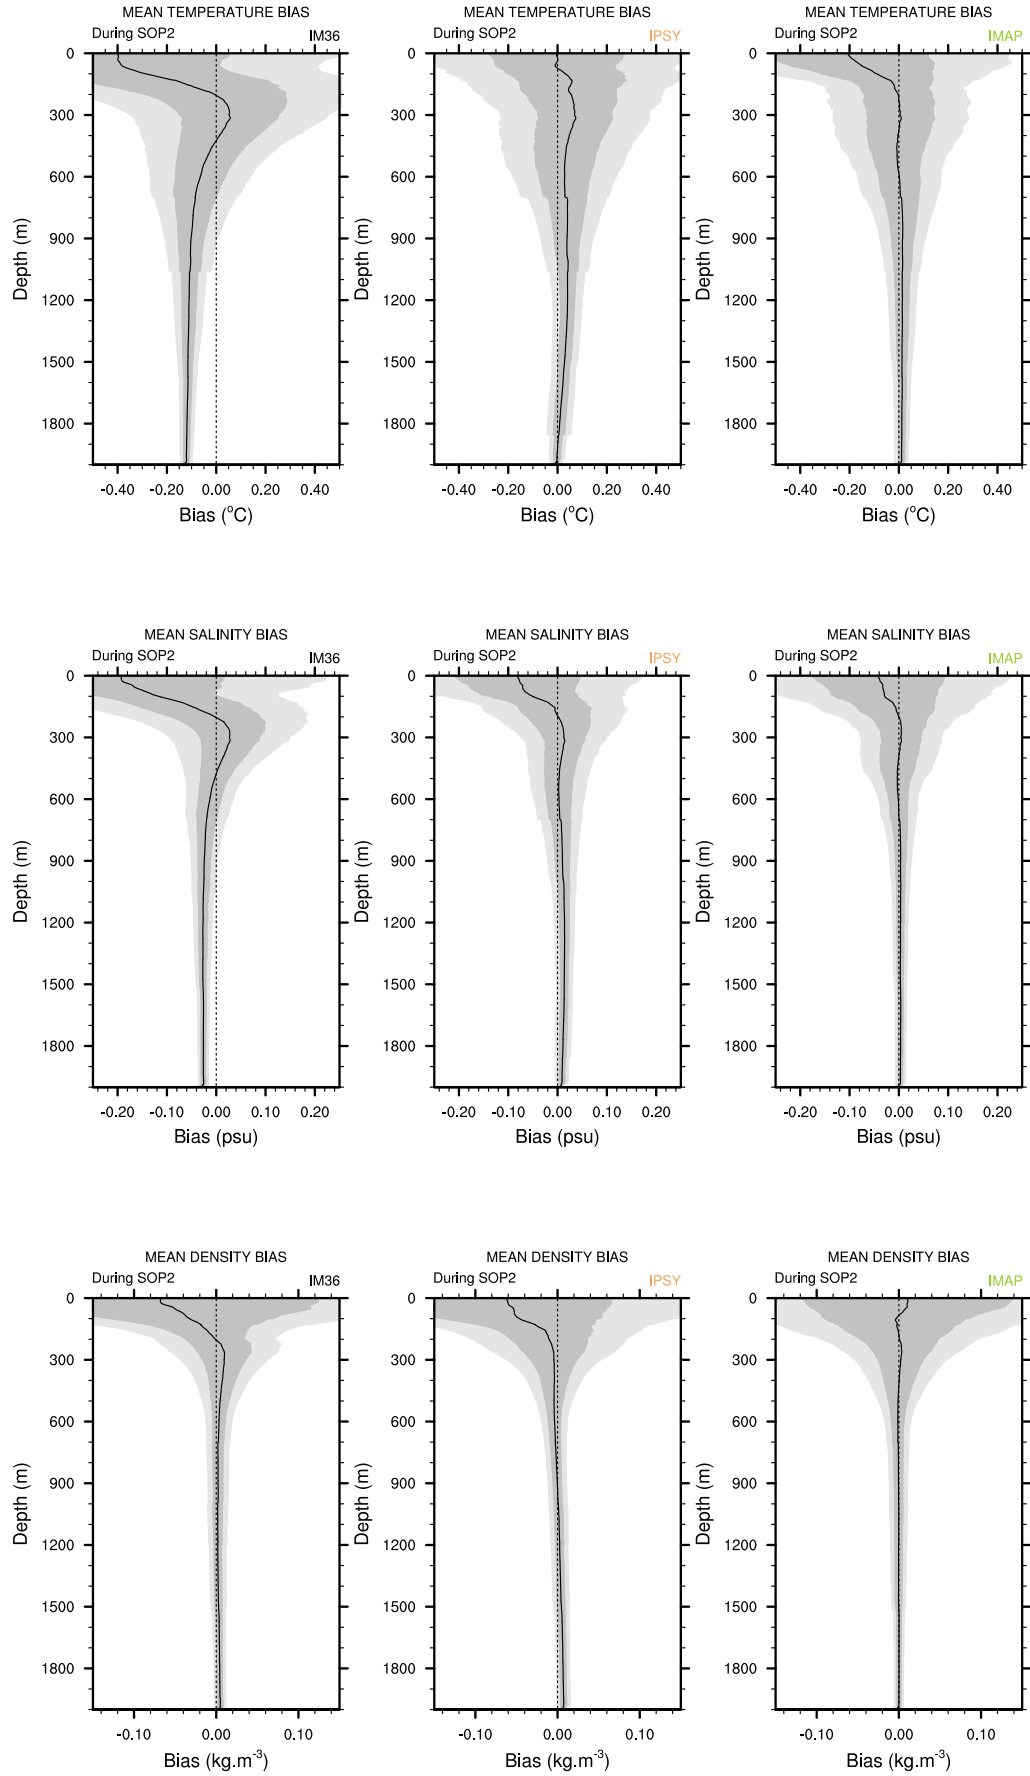 MEAN TEMPERATURE BIAS
During SOP2 IM36
0
300
600
900
1200
1500
1800
Depth (m)
-0.40 -0.20 0.00 0.20 0.40
Bias (°C)
MEAN TEMPERATURE BIAS
During SOP2 IPSY
0
300
600
900
1200
1500
1800
Depth (m)
-0.40 -0.20 0.00 0.20 0.40
Bias (°C)
MEAN TEMPERATURE BIAS
During SOP2 IMAP
0
300
600
900
1200
1500
1800
Depth (m)
-0.40 -0.20 0.00 0.20 0.40
Bias (°C)
MEAN SALINITY BIAS
During SOP2 IM36
0
300
600
900
1200
1500
1800
Depth (m)
-0.20 -0.10 0.00 0.10 0.20
Bias (psu)
MEAN SALINITY BIAS
During SOP2 IPSY
0
300
600
900
1200
1500
1800
Depth (m)
-0.20 -0.10 0.00 0.10 0.20
Bias (psu)
MEAN SALINITY BIAS
During SOP2 IMAP
0
300
600
900
1200
1500
1800
Depth (m)
-0.20 -0.10 0.00 0.10 0.20
Bias (psu)
MEAN DENSITY BIAS
During SOP2 IM36
0
300
600
900
1200
1500
1800
Depth (m)
-0.10 0.00 0.10
Bias (kg.m⁻³)
MEAN DENSITY BIAS
During SOP2 IPSY
0
300
600
900
1200
1500
1800
Depth (m)
-0.10 0.00 0.10
Bias (kg.m⁻³)
MEAN DENSITY BIAS
During SOP2 IMAP
0
300
600
900
1200
1500
1800
Depth (m)
-0.10 0.00 0.10
Bias (kg.m⁻³)